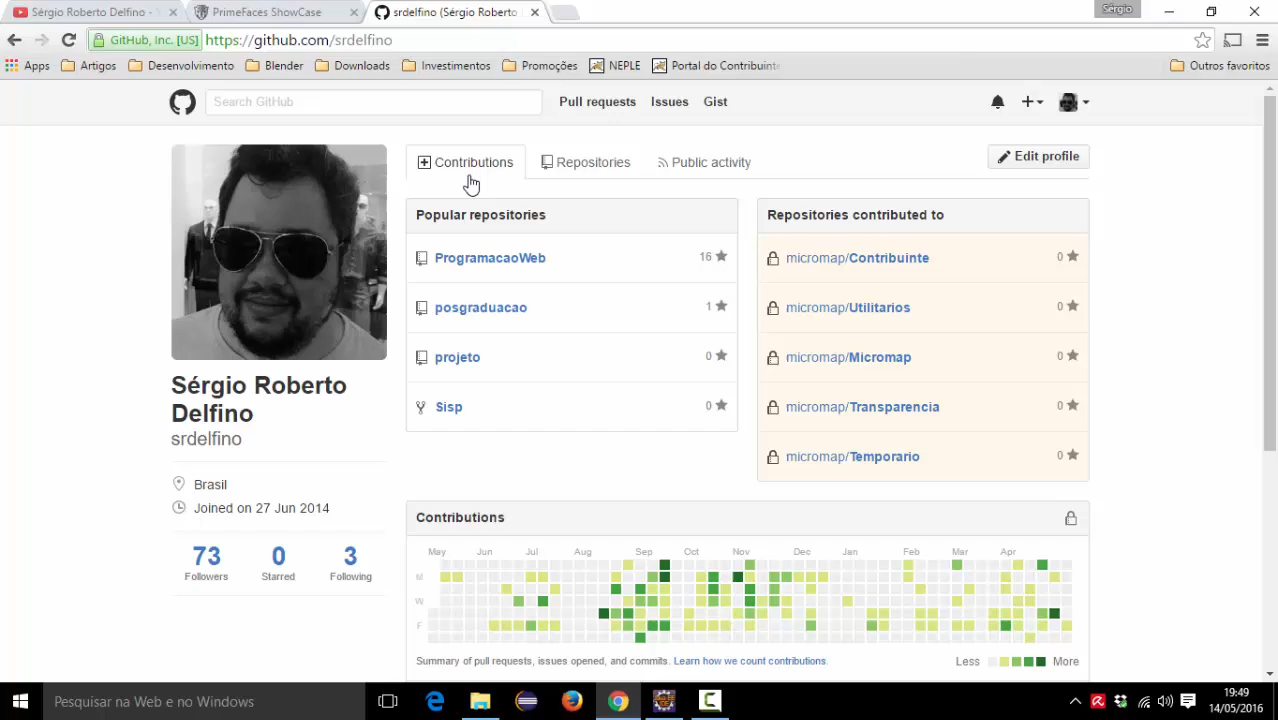 Sérgio Roberto Delfino -
PrimeFaces ShowCase
srdelfino (Sérgio Roberto
Sérgio
GitHub, Inc. [US]
https://github.com/srdelfino
Apps
Artigos
Desenvolvimento
Blender
Downloads
Investimentos
Promoções
NEPLE
Portal do Contribuinte
Outros favoritos
Search GitHub
Pull requests
Issues
Gist
Contributions
Repositories
Public activity
Edit profile
Popular repositories
ProgramacaoWeb 16
posgraduacao 1
projeto 0
Sisp 0
Repositories contributed to
micromap/Contribuinte 0
micromap/Utilitarios 0
micromap/Micromap 0
micromap/Transparencia 0
micromap/Temporario 0
Sérgio Roberto
Delfino
srdelfino
Brasil
Joined on 27 Jun 2014
73 0 3
Followers Starred Following
Contributions
May Jun Jul Aug Sep Oct Nov Dec Jan Feb Mar Apr
M
W
F
Summary of pull requests, issues opened, and commits. Learn how we count contributions.
Less More
Pesquisar na Web e no Windows
19:49
14/05/2016